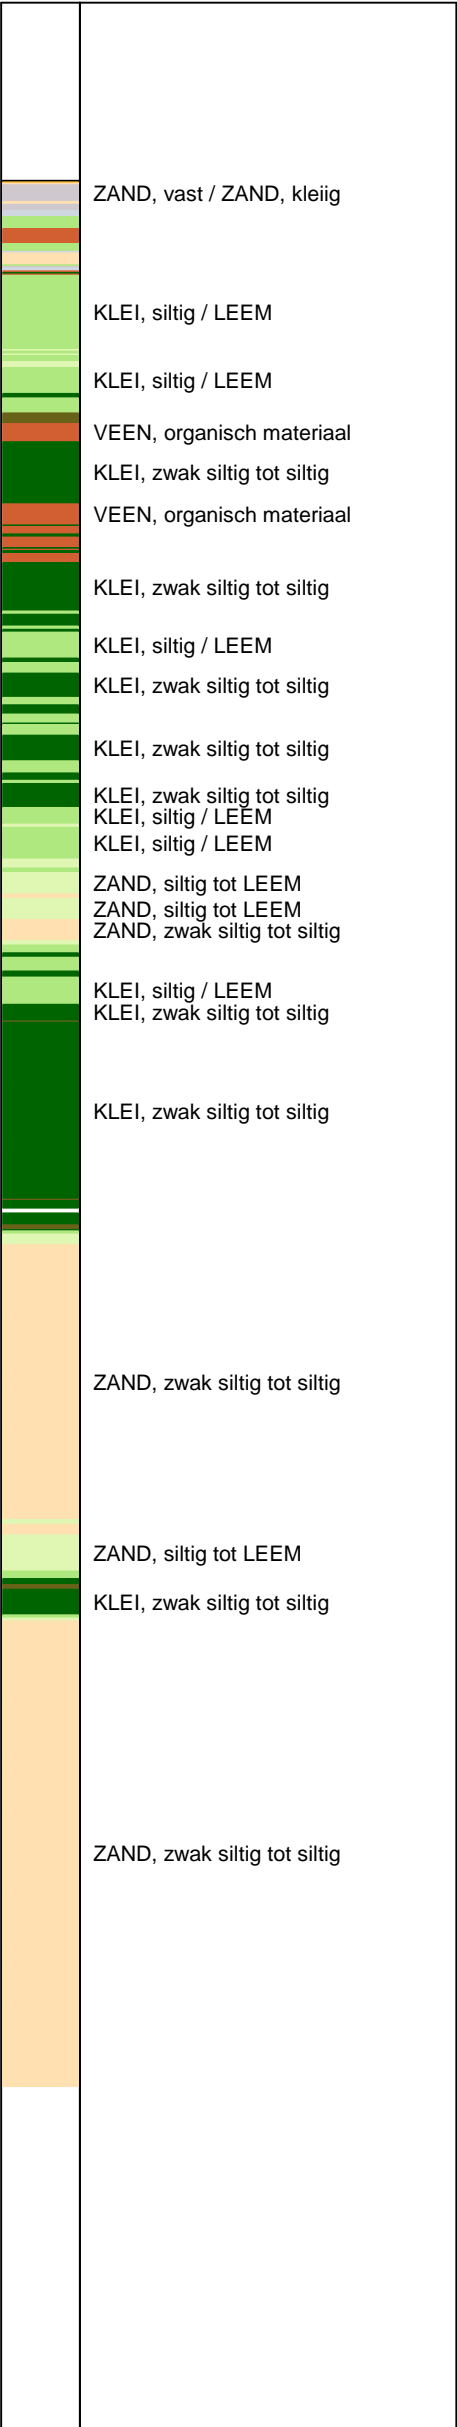 ZAND, vast / ZAND, kleiig
KLEI, siltig / LEEM
KLEI, siltig / LEEM
VEEN, organisch materiaal
KLEI, zwak siltig tot siltig
VEEN, organisch materiaal
KLEI, zwak siltig tot siltig
KLEI, siltig / LEEM
KLEI, zwak siltig tot siltig
KLEI, zwak siltig tot siltig
KLEI, zwak siltig tot siltig
KLEI, siltig / LEEM
KLEI, siltig / LEEM
ZAND, siltig tot LEEM
ZAND, siltig tot LEEM
ZAND, zwak siltig tot siltig
KLEI, siltig / LEEM
KLEI, zwak siltig tot siltig
KLEI, zwak siltig tot siltig
ZAND, zwak siltig tot siltig
ZAND, siltig tot LEEM
KLEI, zwak siltig tot siltig
ZAND, zwak siltig tot siltig